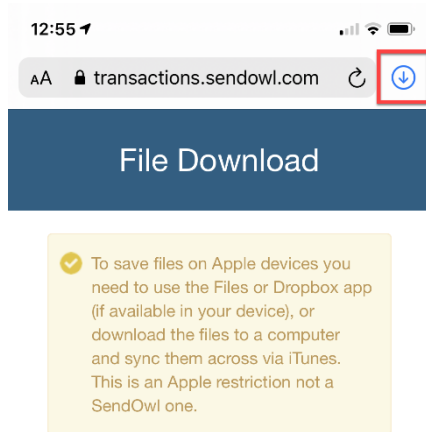 12:55
AA transactions.sendowl.com
File Download
To save files on Apple devices you
need to use the Files or Dropbox app
(if available in your device), or
download the files to a computer
and sync them across via iTunes.
This is an Apple restriction not a
SendOwl one.